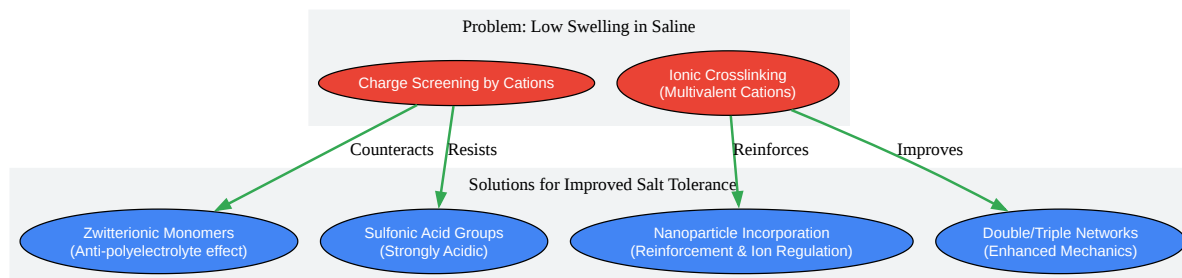 Problem: Low Swelling in Saline
Charge Screening by Cations
Ionic Crosslinking
(Multivalent Cations)
Counteracts
Resists
Reinforces
Improves
Solutions for Improved Salt Tolerance
Zwitterionic Monomers
(Anti-polyelectrolyte effect)
Sulfonic Acid Groups
(Strongly Acidic)
Nanoparticle Incorporation
(Reinforcement & Ion Regulation)
Double/Triple Networks
(Enhanced Mechanics)